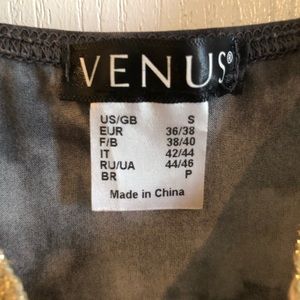 VENUS®
US/GB S
EUR 36/38
F/B 38/40
IT 42/44
RU/UA 44/46
BR P
Made in China